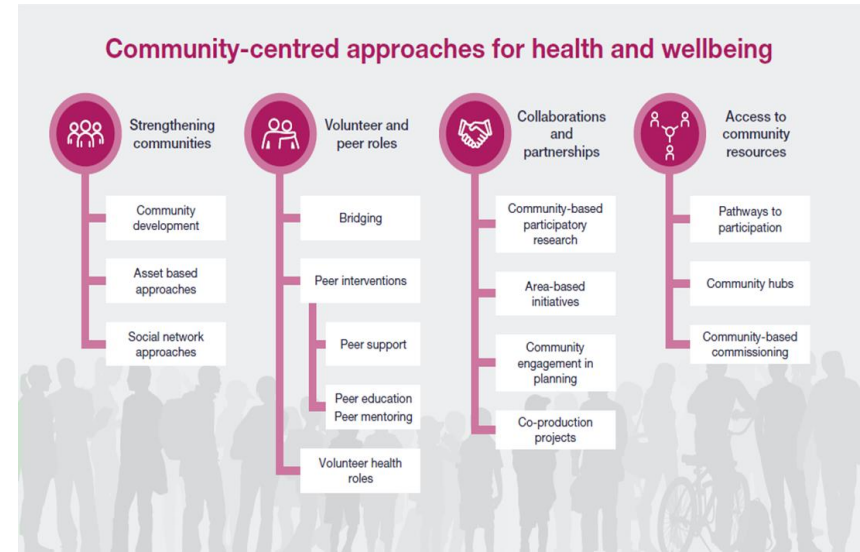 Community-centred approaches for health and wellbeing
Strengthening
communities
Community
development
Asset based
approaches
Social network
approaches
Volunteer and
peer roles
Bridging
Peer interventions
Peer support
Peer education
Peer mentoring
Volunteer health
roles
Collaborations
and
partnerships
Community-based
participatory
research
Area-based
initiatives
Community
engagement in
planning
Co-production
projects
Access to
community
resources
Pathways to
participation
Community hubs
Community-based
commissioning